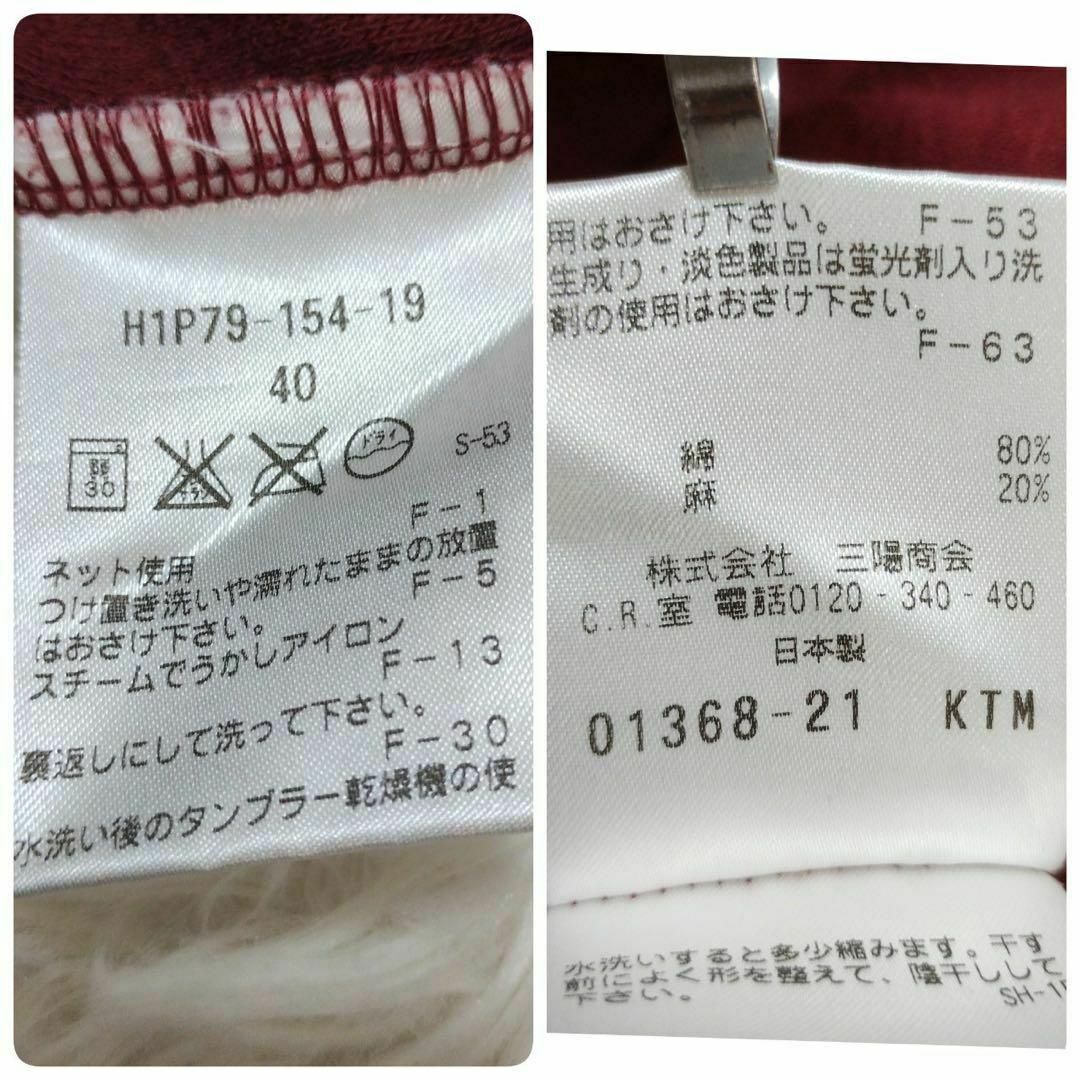 H1P79-154-19
40
弱
30
ドライ
S-53
F-1
ネット使用
つけ置き洗いや濡れたままの放置
はおさけ下さい。 F-5
スチームでうかしアイロン
F-13
裏返しにして洗って下さい。
F-30
水洗い後のタンブラー乾燥機の使
用はおさけ下さい。 F-53
生成り・淡色製品は蛍光剤入り洗
剤の使用はおさけ下さい。
F-63
綿 80%
麻 20%
株式会社 三陽商会
C.R.室 電話0120-340-460
日本製
01368-21 KTM
水洗いすると多少縮みます。干す
前によく形を整えて、陰干しして
下さい。